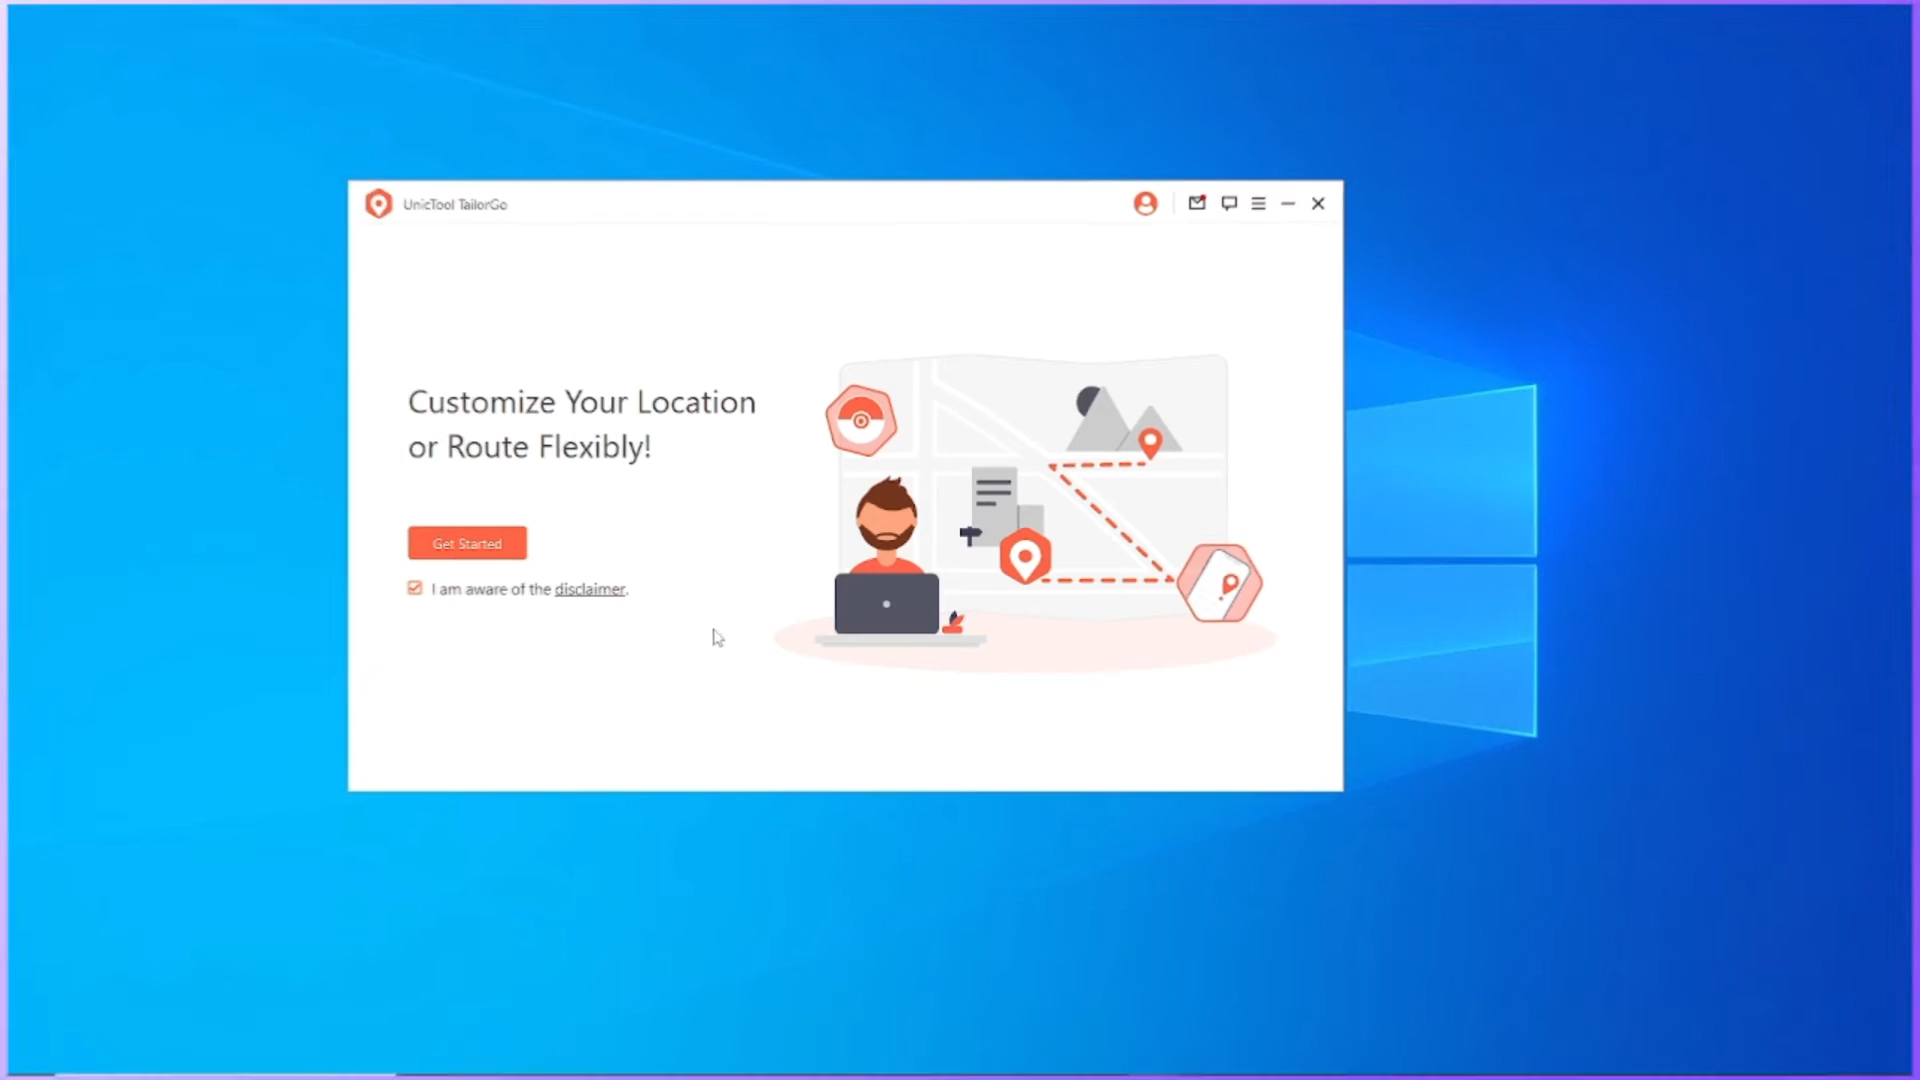 UnicTool TailorGo
Customize Your Location
or Route Flexibly!
Get Started
I am aware of the disclaimer.